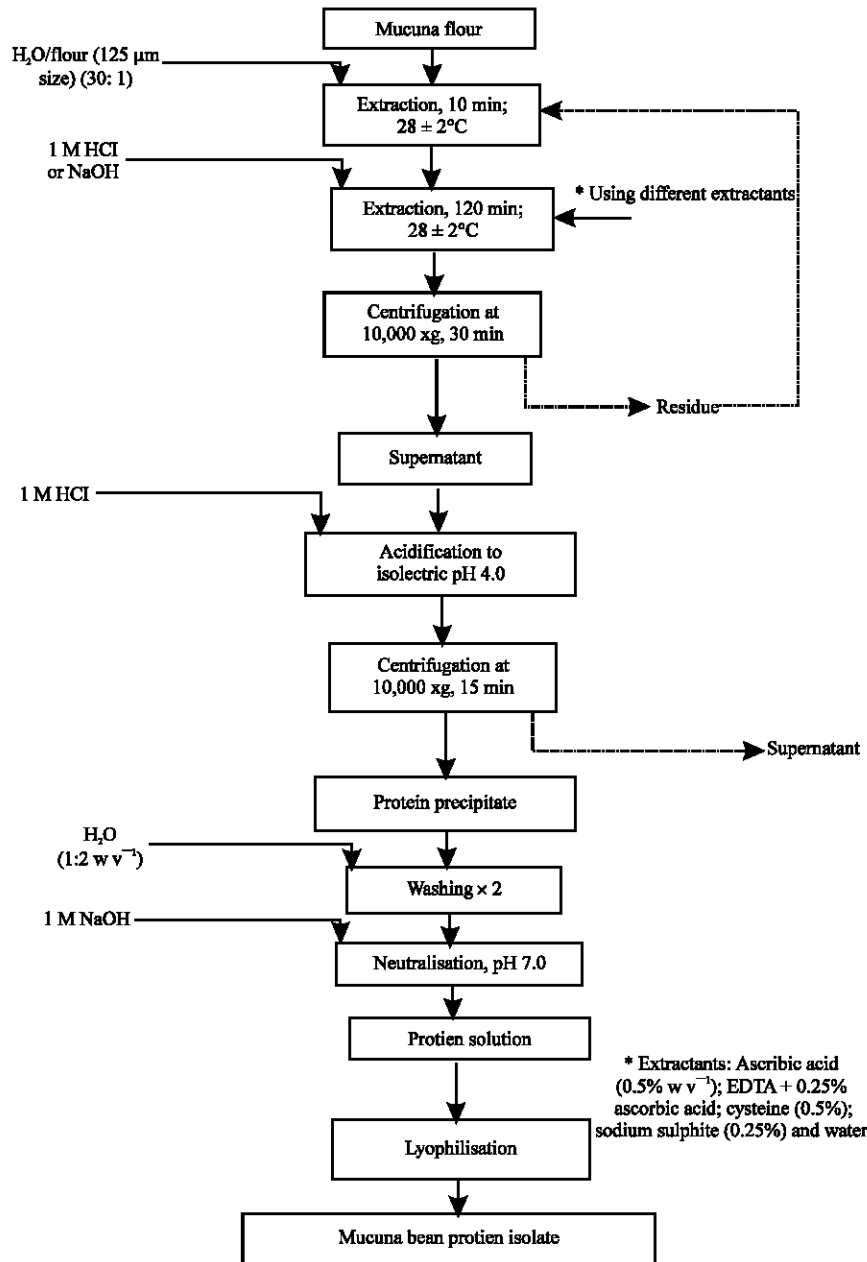 Mucuna flour
H₂O/flour (125 µm
size) (30: 1)
Extraction, 10 min;
28 ± 2°C
1 M HCl
or NaOH
* Using different extractants
Extraction, 120 min;
28 ± 2°C
Centrifugation at
10,000 xg, 30 min
Residue
Supernatant
1 M HCl
Acidification to
isolectric pH 4.0
Centrifugation at
10,000 xg, 15 min
Supernatant
Protein precipitate
H₂O
(1:2 w v⁻¹)
Washing × 2
1 M NaOH
Neutralisation, pH 7.0
Protien solution
* Extractants: Ascribic acid
(0.5% w v⁻¹); EDTA + 0.25%
ascorbic acid; cysteine (0.5%);
sodium sulphite (0.25%) and water
Lyophilisation
Mucuna bean protien isolate